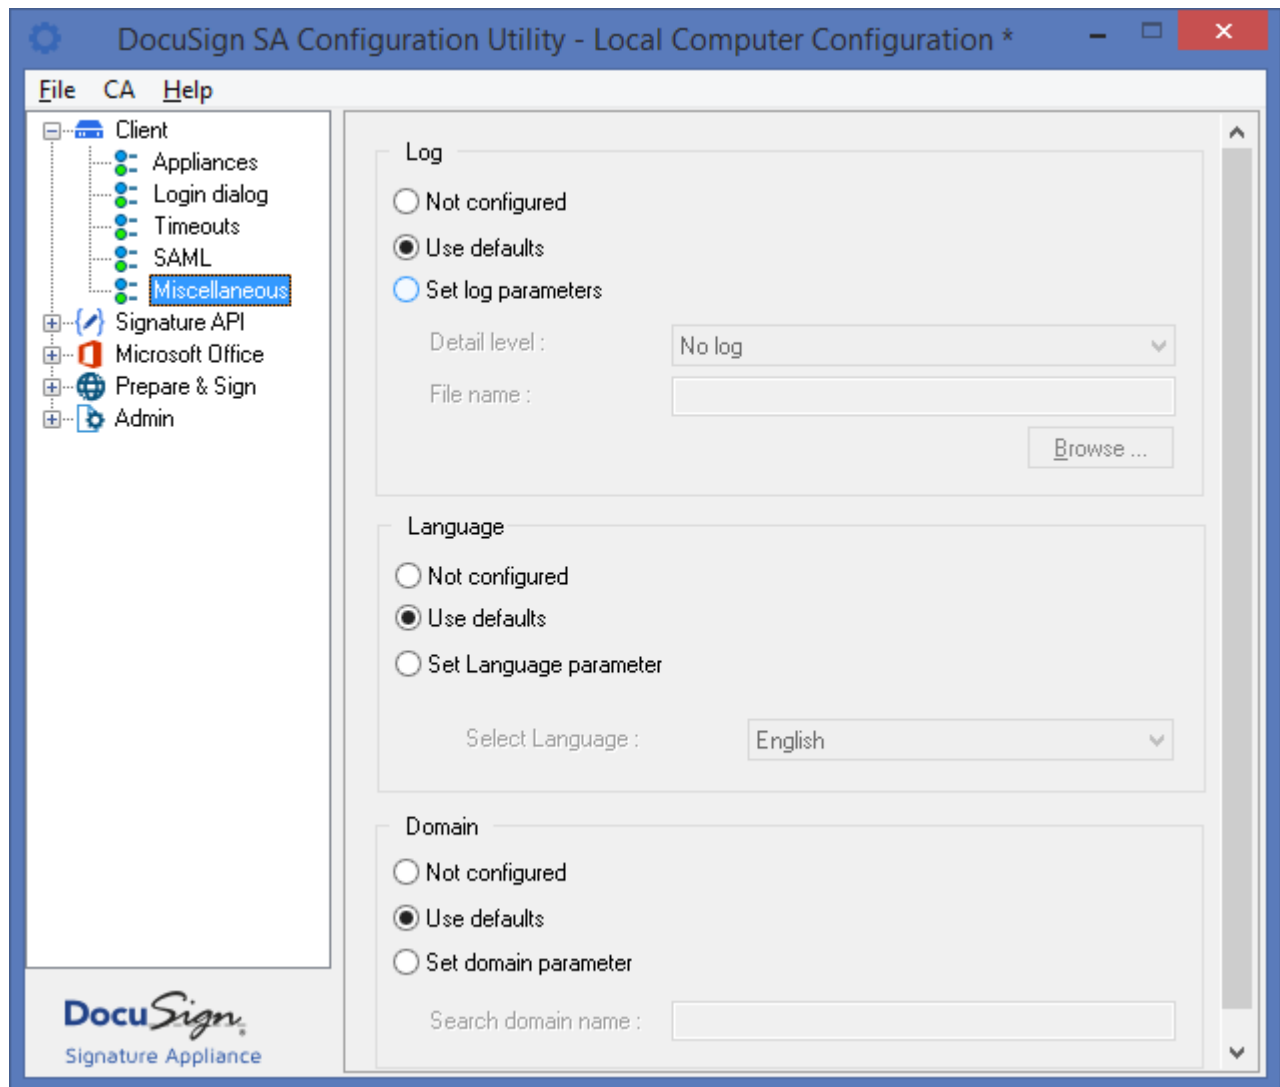 DocuSign SA Configuration Utility - Local Computer Configuration *
File CA Help
Client
Appliances
Login dialog
Timeouts
SAML
Miscellaneous
Signature API
Microsoft Office
Prepare & Sign
Admin
DocuSign
Signature Appliance
Log
Not configured
Use defaults
Set log parameters
Detail level : No log
File name :
Browse ...
Language
Not configured
Use defaults
Set Language parameter
Select Language : English
Domain
Not configured
Use defaults
Set domain parameter
Search domain name :